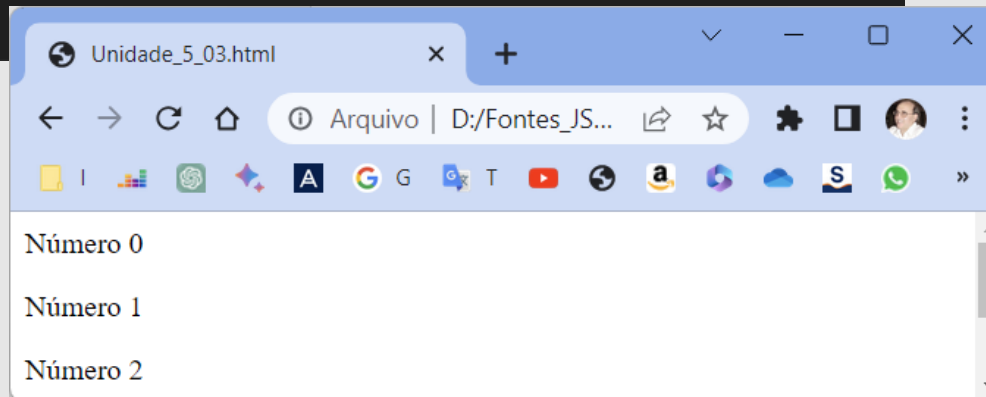 Unidade_5_03.html
Arquivo | D:/Fontes_JS...
I A G G T a S »
Número 0
Número 1
Número 2